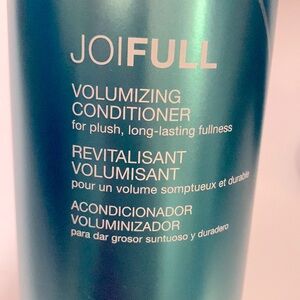 JOIFULL
VOLUMIZING
CONDITIONER
for plush, long-lasting fullness
REVITALISANT
VOLUMISANT
pour un volume somptueux et durable
ACONDICIONADOR
VOLUMINIZADOR
para dar grosor suntuoso y duradero